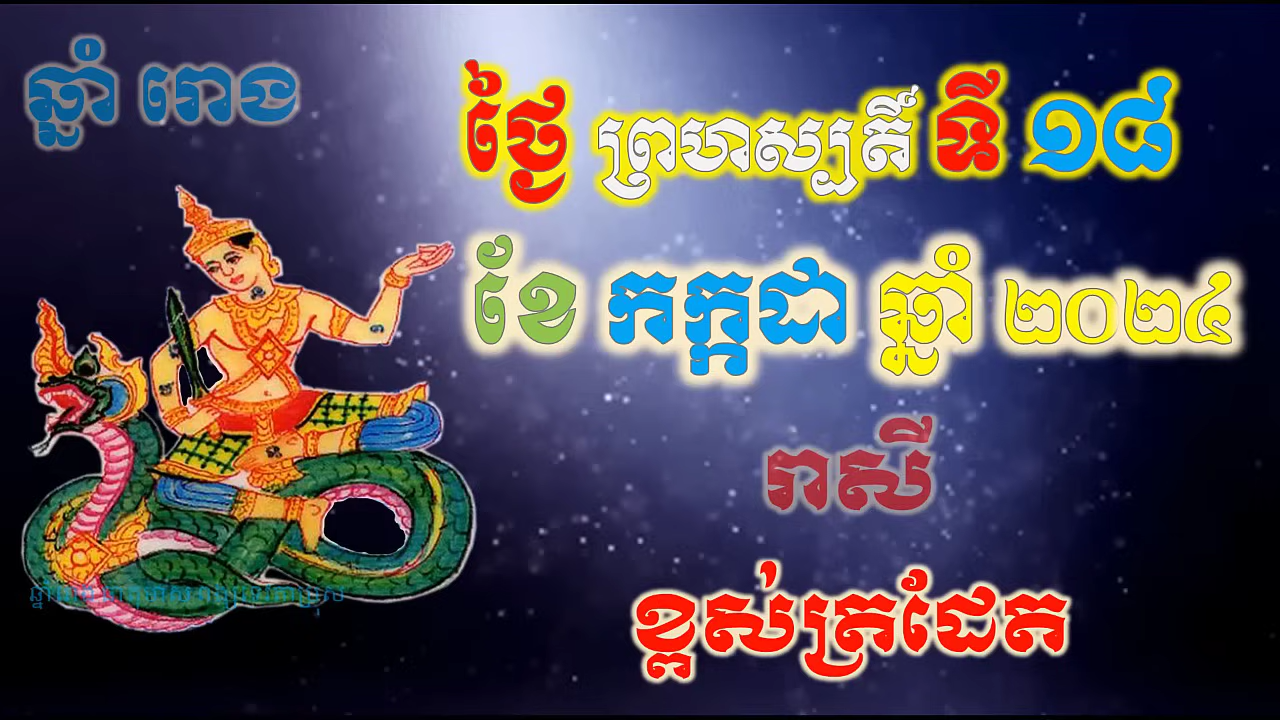 ឆ្នាំ រោង
ថ្ងៃ ព្រហស្បតិ៍ ទី ១៨
ខែ កក្កដា ឆ្នាំ ២០២៤
រាសី
ខ្ពស់ត្រដែត